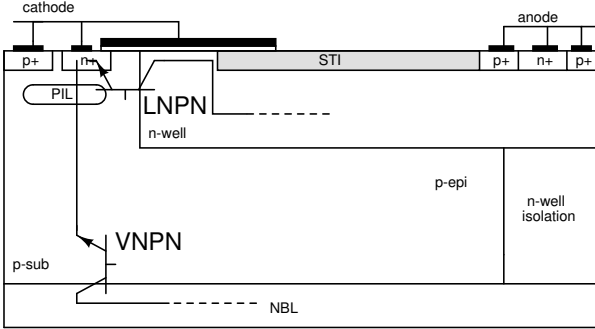 cathode
anode
p+
n+
STI
p+
n+
p+
PIL
LNPN
n-well
p-epi
n-well
isolation
VNPN
p-sub
NBL